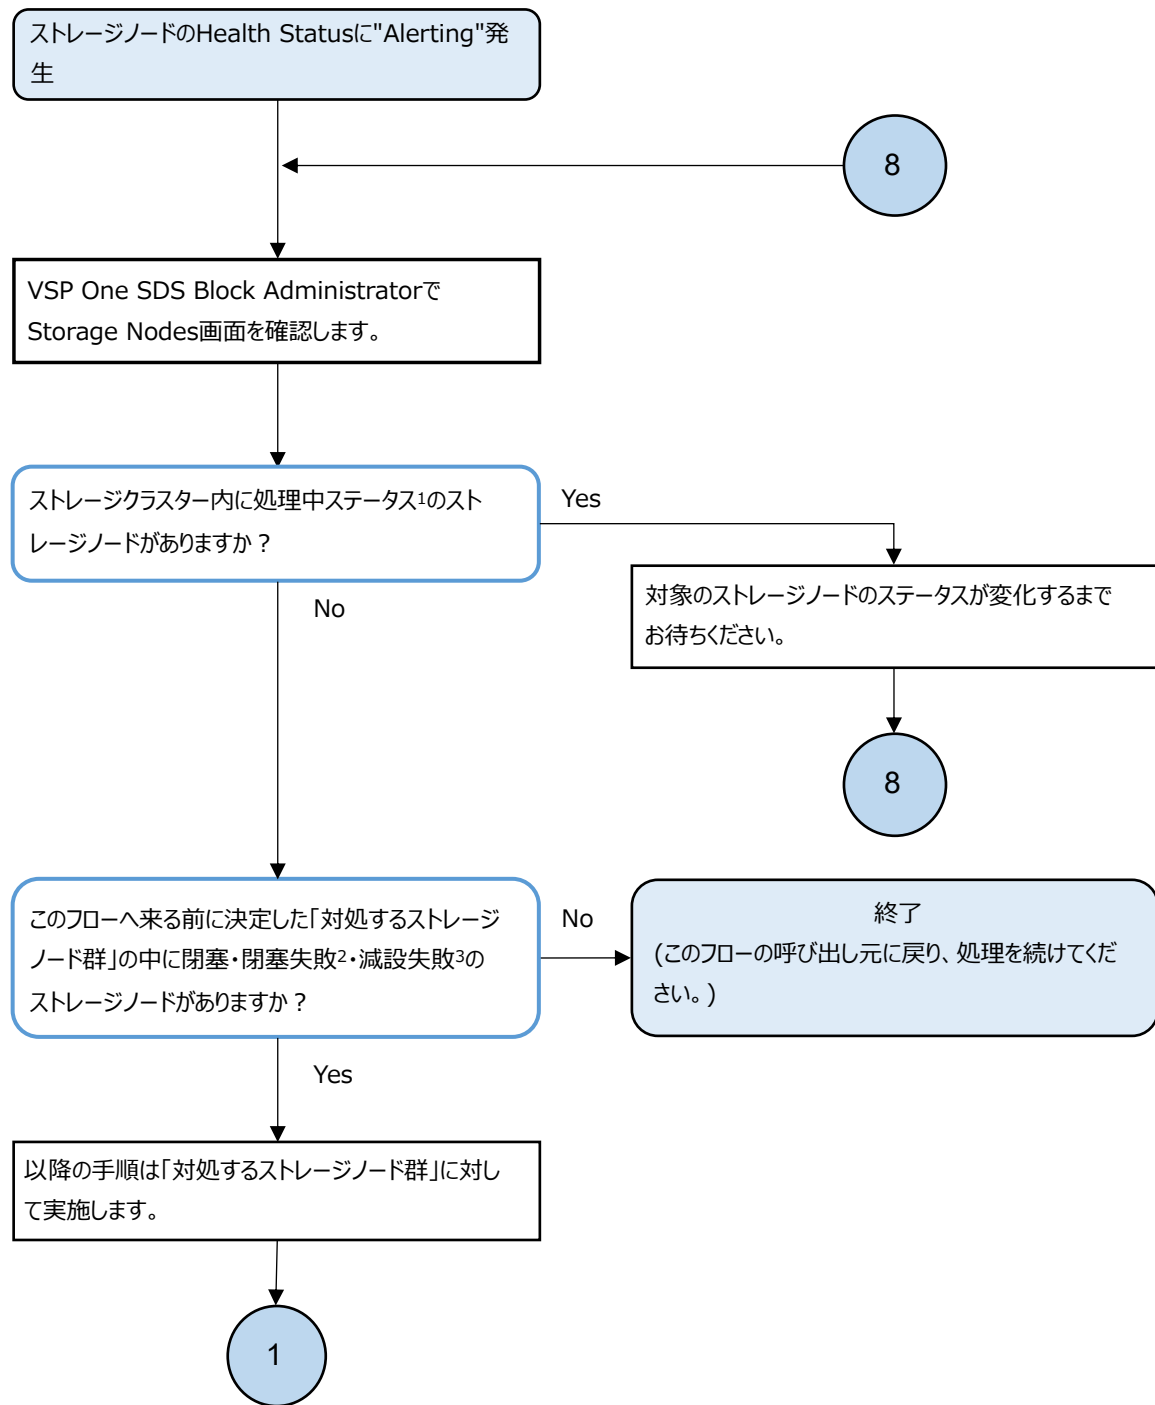 ストレージノードのHealth Statusに"Alerting"発
生
8
VSP One SDS Block Administratorで
Storage Nodes画面を確認します。
ストレージクラスター内に処理中ステータス1のスト
レージノードがありますか？
Yes
No
対象のストレージノードのステータスが変化するまで
お待ちください。
8
このフローへ来る前に決定した「対処するストレージ
ノード群」の中に閉塞・閉塞失敗2・減設失敗3の
ストレージノードがありますか？
No
終了
(このフローの呼び出し元に戻り、処理を続けてくだ
さい。)
Yes
以降の手順は「対処するストレージノード群」に対し
て実施します。
1